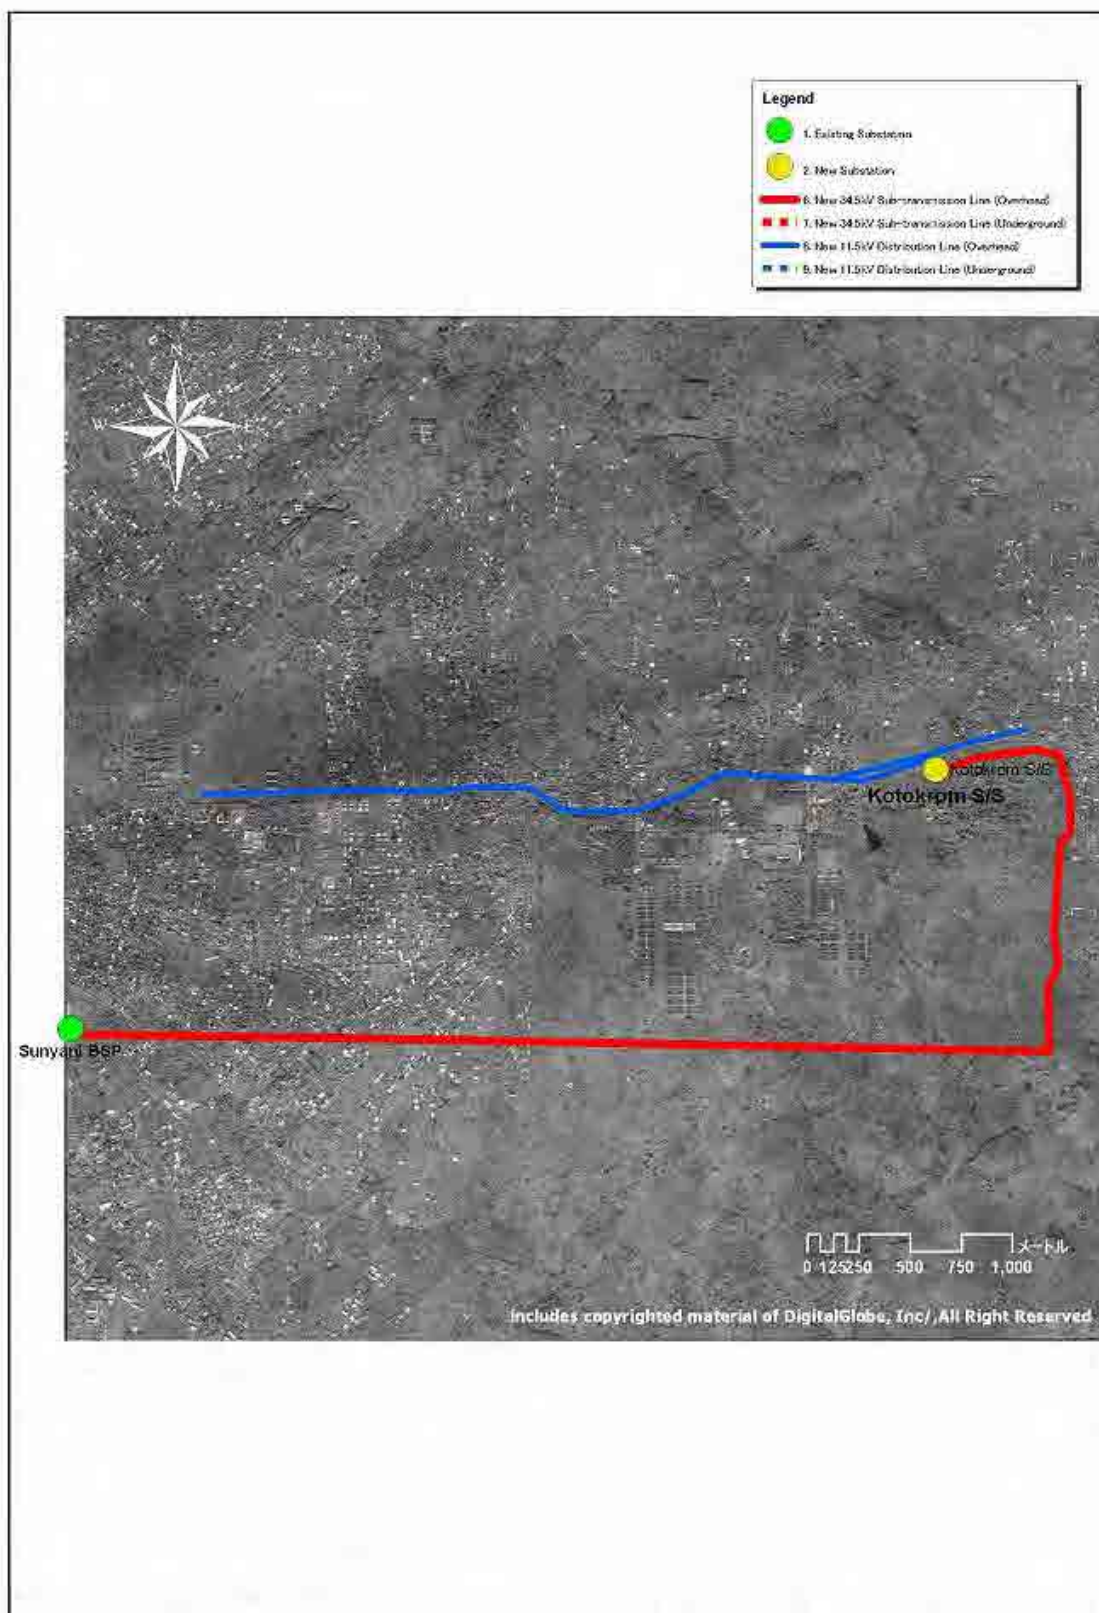 Legend
1. Existing Substation
2. New Substation
6. New 34.5kV Sub-transmission Line (Overhead)
7. New 34.5kV Sub-transmission Line (Underground)
8. New 11.5kV Distribution Line (Overhead)
9. New 11.5kV Distribution Line (Underground)
N
W
E
S
Kotokrom S/S
Kotokrom S/S
Sunyani BSP
メートル
0 125250 500 750 1,000
includes copyrighted material of DigitalGlobe, Inc/,All Right Reserved